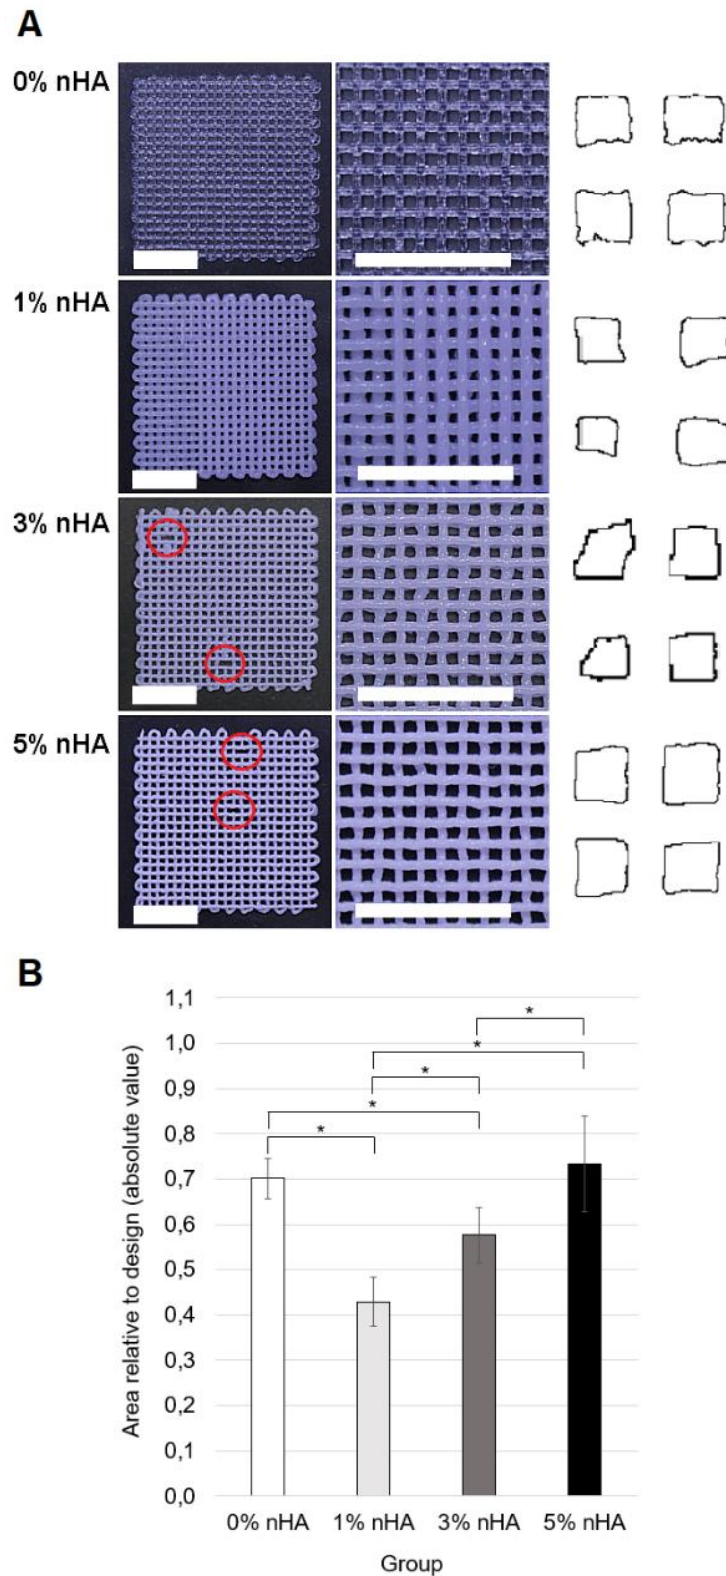 A
0% nHA
1% nHA
3% nHA
5% nHA
B
Area relative to design (absolute value)
1,1
1,0
0,9
0,8
0,7
0,6
0,5
0,4
0,3
0,2
0,1
0,0
*
*
*
*
*
0% nHA 1% nHA 3% nHA 5% nHA
Group